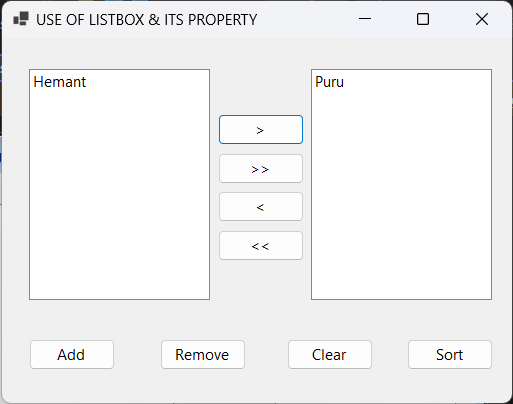 USE OF LISTBOX & ITS PROPERTY
Hemant
Puru
>
>>
<
<<
Add
Remove
Clear
Sort